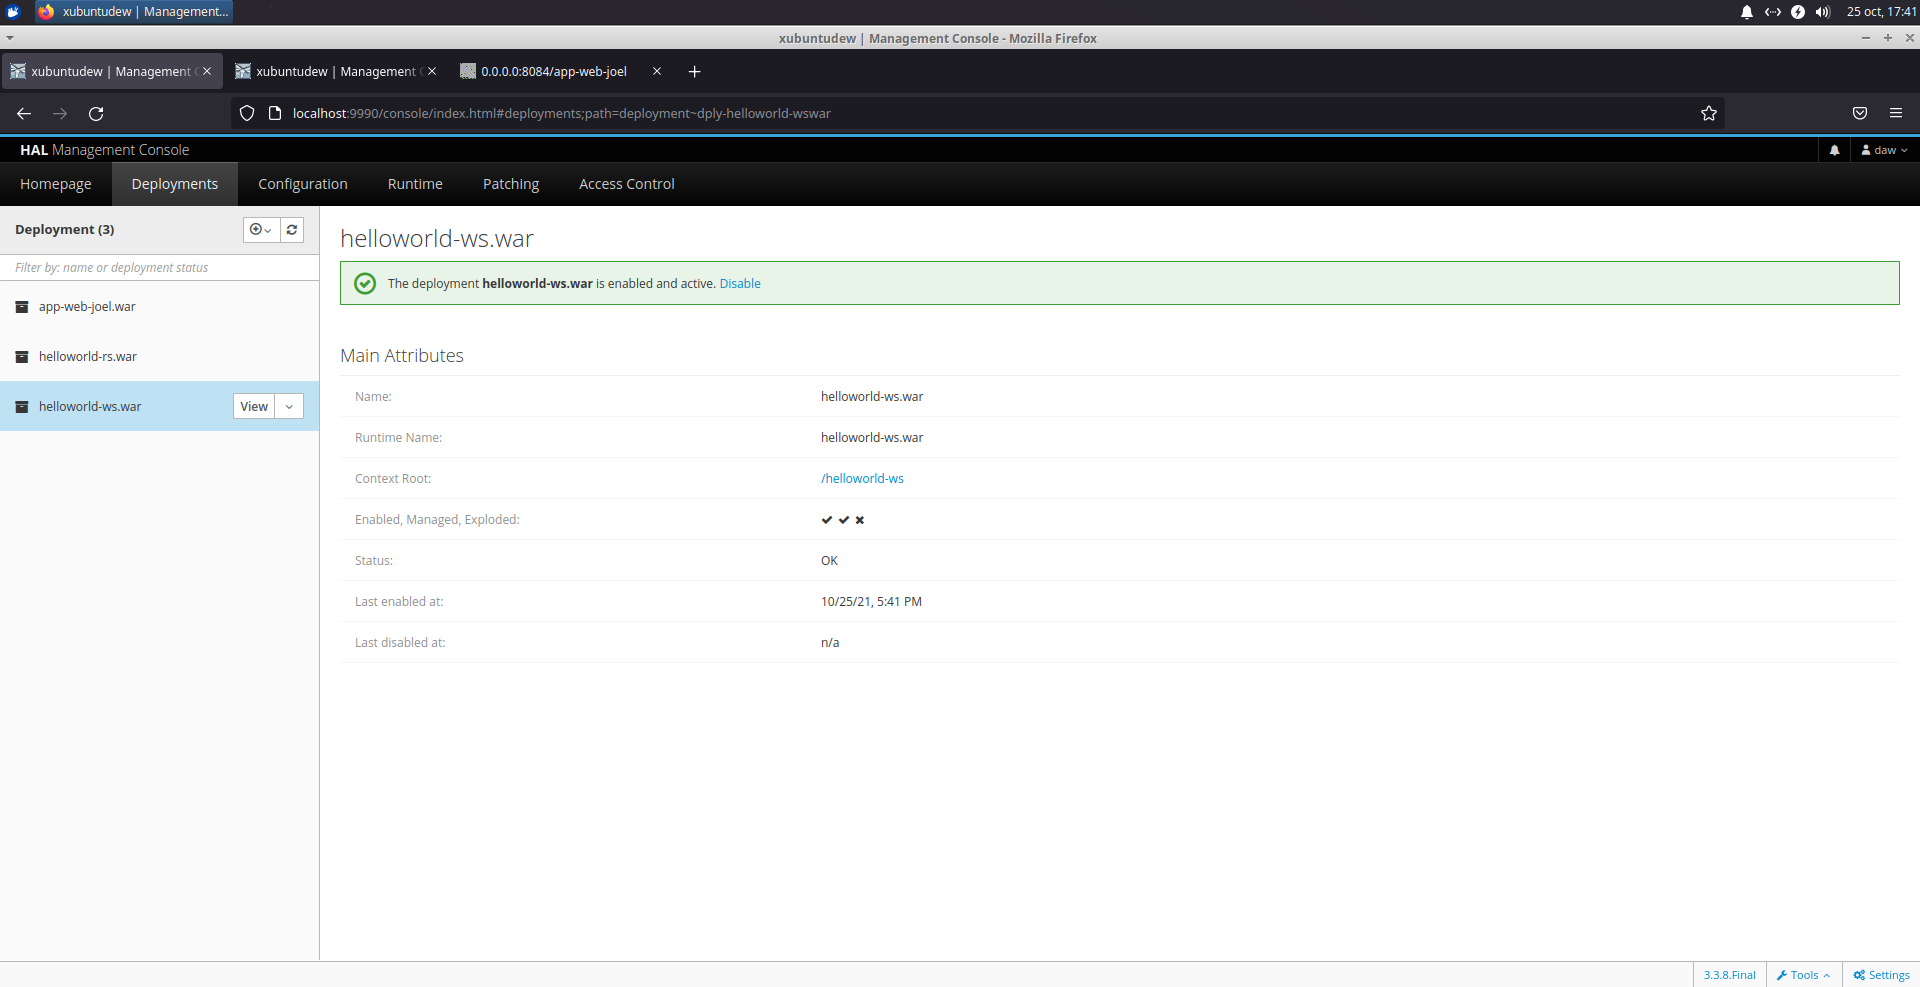 xubuntudew | Management...
25 oct, 17:41
xubuntudew | Management Console - Mozilla Firefox
xubuntudew | Management
xubuntudew | Management
0.0.0.0:8084/app-web-joel
localhost:9990/console/index.html#deployments;path=deployment~dply-helloworld-wswar
HAL Management Console
daw
Homepage
Deployments
Configuration
Runtime
Patching
Access Control
Deployment (3)
Filter by: name or deployment status
app-web-joel.war
helloworld-rs.war
helloworld-ws.war
View
helloworld-ws.war
The deployment helloworld-ws.war is enabled and active. Disable
Main Attributes
Name: helloworld-ws.war
Runtime Name: helloworld-ws.war
Context Root: /helloworld-ws
Enabled, Managed, Exploded:
Status: OK
Last enabled at: 10/25/21, 5:41 PM
Last disabled at: n/a
3.3.8.Final
Tools
Settings